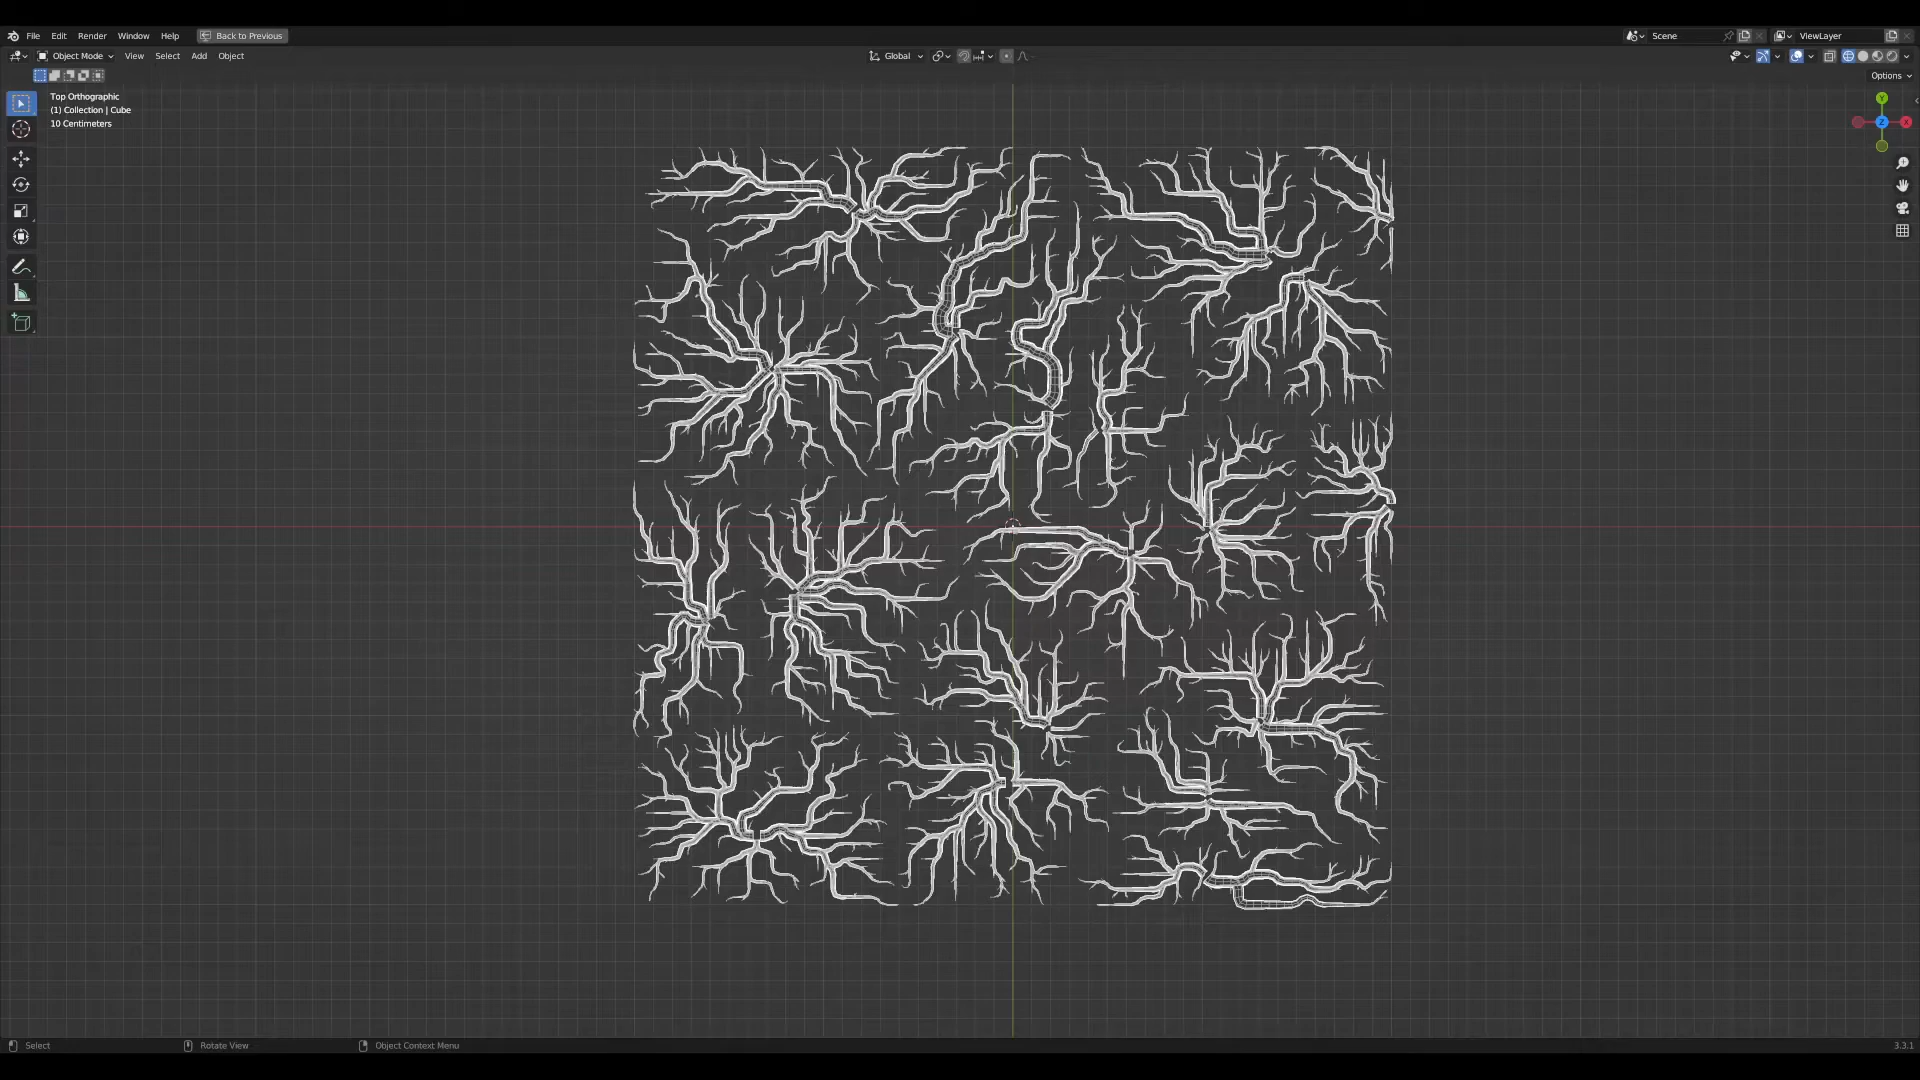 File Edit Render Window Help Back to Previous Scene ViewLayer
Object Mode View Select Add Object Global
Options
Top Orthographic
(1) Collection | Cube
10 Centimeters
Y
Z X
Select Rotate View Object Context Menu 3.3.1